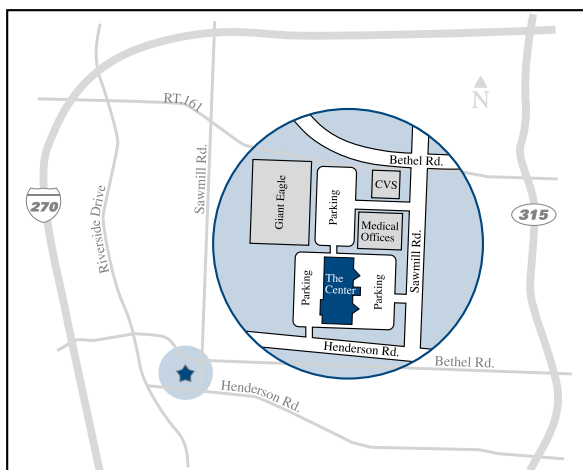 RT.161
N
Sawmill Rd.
Riverside Drive
270
315
Bethel Rd.
Giant Eagle
Parking
CVS
Medical
Offices
Sawmill Rd.
Parking
The
Center
Parking
Henderson Rd.
Bethel Rd.
Henderson Rd.